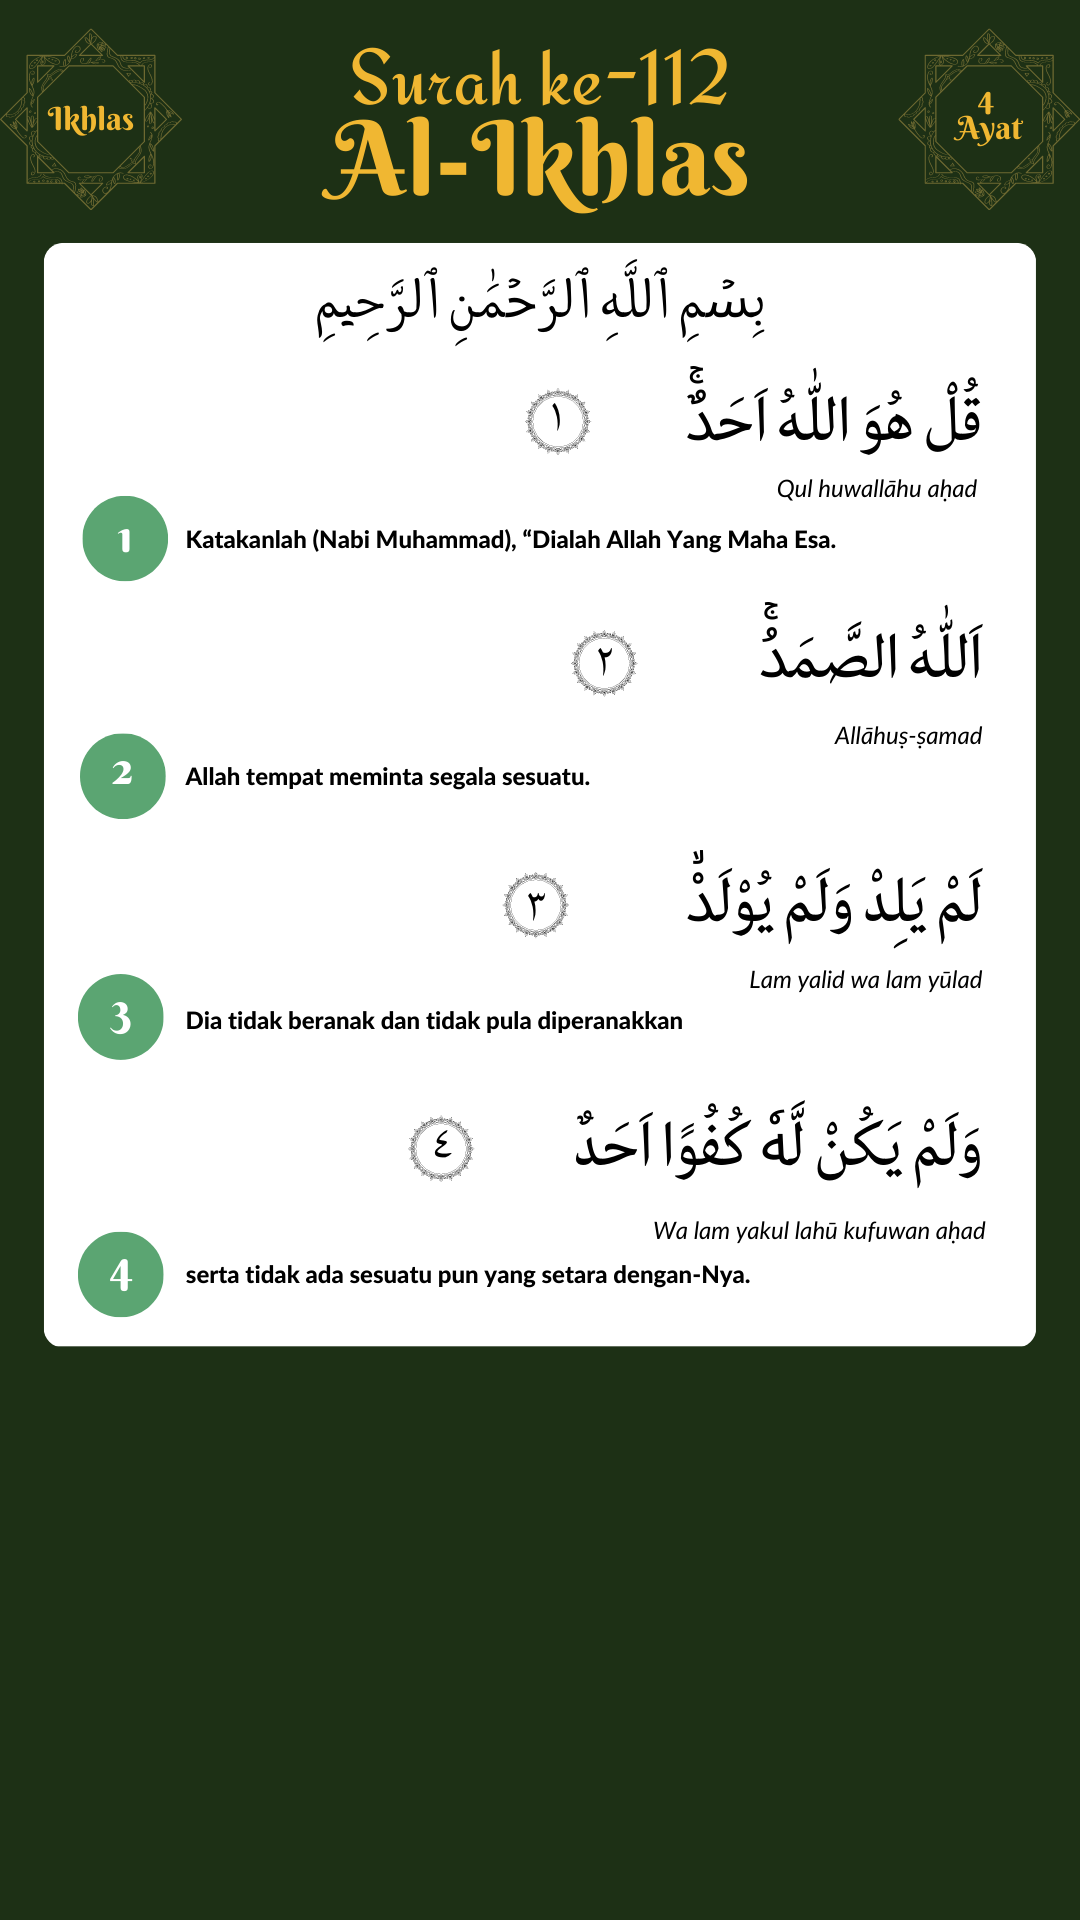 Ikhlas
Surah ke-112
Al-Ikhlas
4
Ayat
بِسْمِ ٱللَّهِ ٱلرَّحْمَٰنِ ٱلرَّحِيمِ
قُلْ هُوَ اللّٰهُ اَحَدٌۚ ١
Qul huwallāhu aḥad
1 Katakanlah (Nabi Muhammad), “Dialah Allah Yang Maha Esa.
اَللّٰهُ الصَّمَدُۚ ٢
Allāhuṣ-ṣamad
2 Allah tempat meminta segala sesuatu.
لَمْ يَلِدْ وَلَمْ يُوْلَدْۙ ٣
Lam yalid wa lam yūlad
3 Dia tidak beranak dan tidak pula diperanakkan
وَلَمْ يَكُنْ لَّهٗ كُفُوًا اَحَدٌ ٤
Wa lam yakul lahū kufuwan aḥad
4 serta tidak ada sesuatu pun yang setara dengan-Nya.